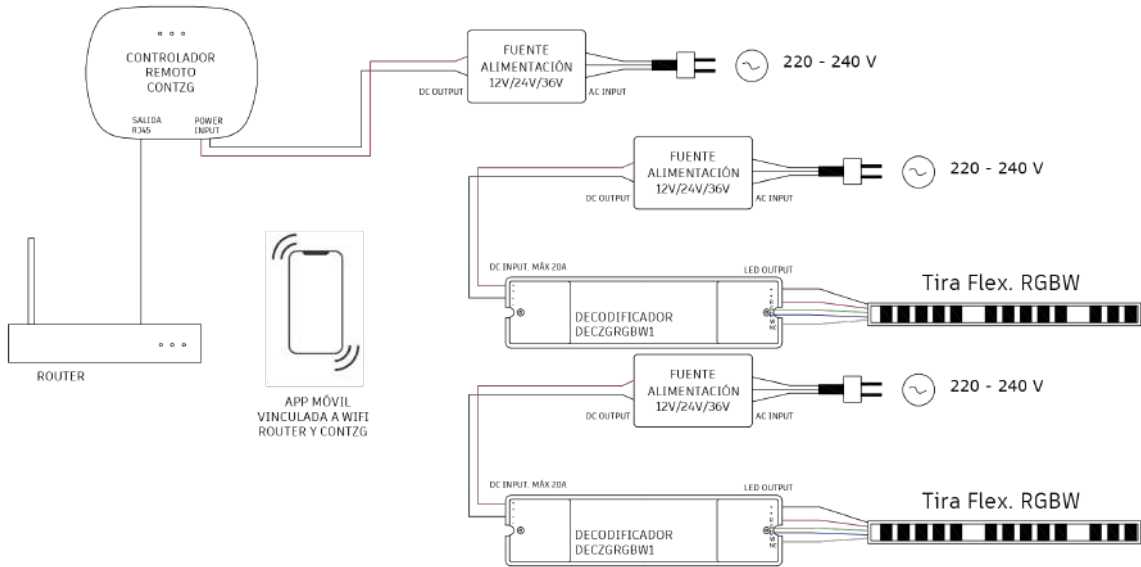 CONTROLADOR
REMOTO
CONTZG
SALIDA
RJ45
POWER
INPUT
FUENTE
ALIMENTACIÓN
12V/24V/36V
DC OUTPUT
AC INPUT
220 - 240 V
FUENTE
ALIMENTACIÓN
12V/24V/36V
DC OUTPUT
AC INPUT
220 - 240 V
DC INPUT. MÁX 20A
LED OUTPUT
DECODIFICADOR
DECZGRGBW1
Tira Flex. RGBW
ROUTER
APP MÓVIL
VINCULADA A WIFI
ROUTER Y CONTZG
FUENTE
ALIMENTACIÓN
12V/24V/36V
DC OUTPUT
AC INPUT
220 - 240 V
DC INPUT. MÁX 20A
LED OUTPUT
DECODIFICADOR
DECZGRGBW1
Tira Flex. RGBW